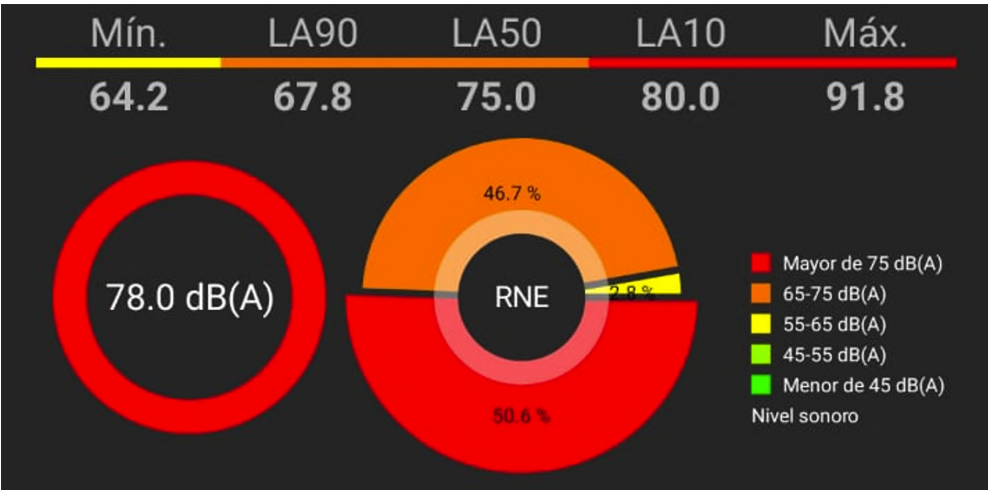 Mín. LA90 LA50 LA10 Máx.
64.2 67.8 75.0 80.0 91.8
46.7 %
78.0 dB(A)
RNE
2.8 %
50.6 %
Mayor de 75 dB(A)
65-75 dB(A)
55-65 dB(A)
45-55 dB(A)
Menor de 45 dB(A)
Nivel sonoro